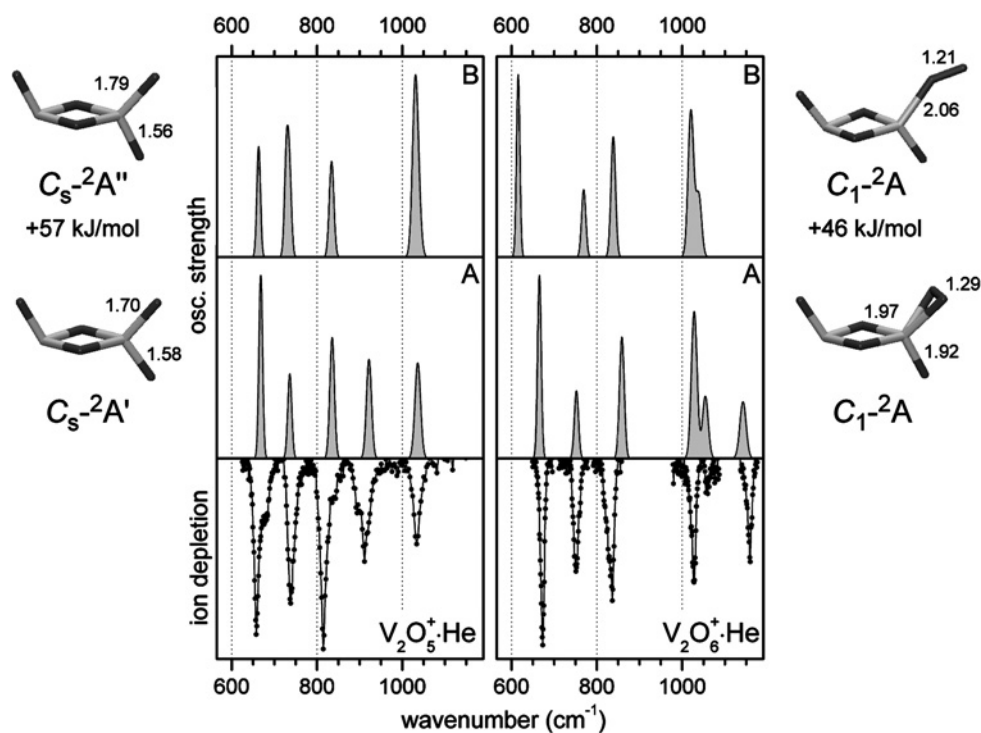 600 800 1000 600 800 1000
B B
1.79
1.56
Cₛ-²A"
+57 kJ/mol
1.21
2.06
C₁-²A
+46 kJ/mol
osc. strength
A A
1.70
1.58
Cₛ-²A'
1.97
1.29
1.92
C₁-²A
ion depletion
V₂O₅⁺·He V₂O₆⁺·He
600 800 1000 600 800 1000
wavenumber (cm⁻¹)